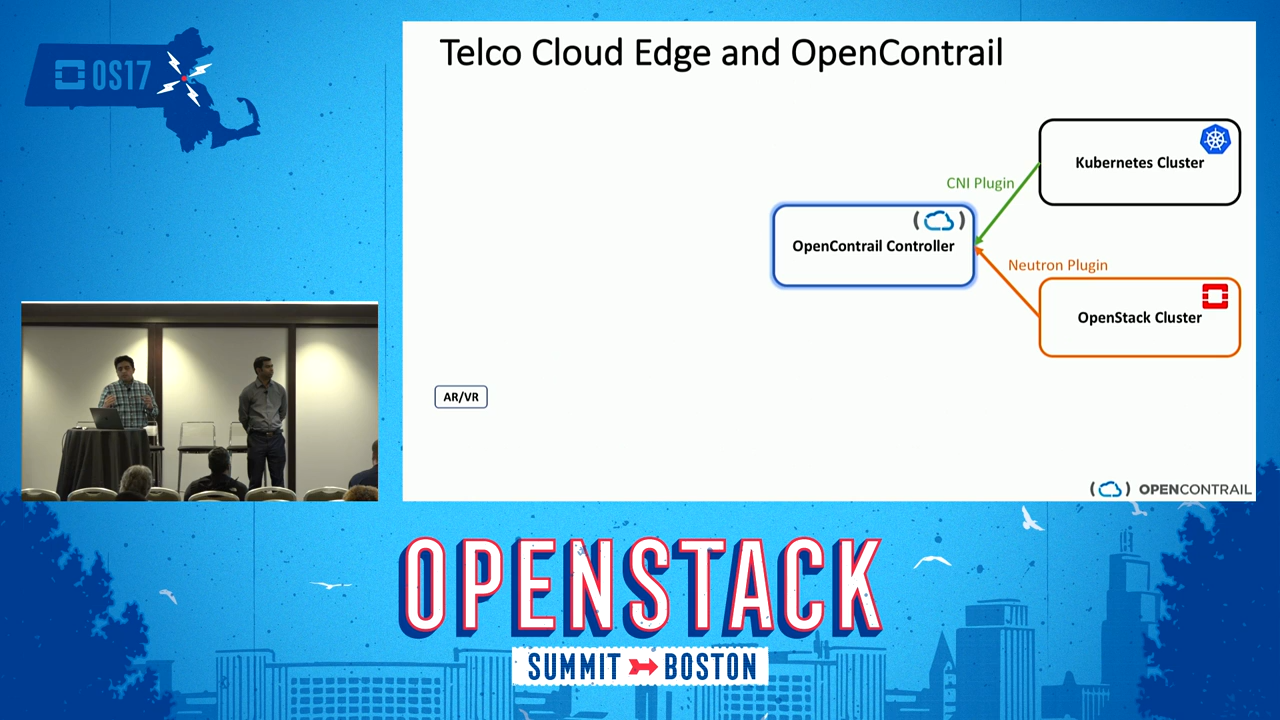 OS17
Telco Cloud Edge and OpenContrail
Kubernetes Cluster
CNI Plugin
OpenContrail Controller
Neutron Plugin
OpenStack Cluster
AR/VR
OPENCONTRAIL
OPENSTACK
SUMMIT BOSTON